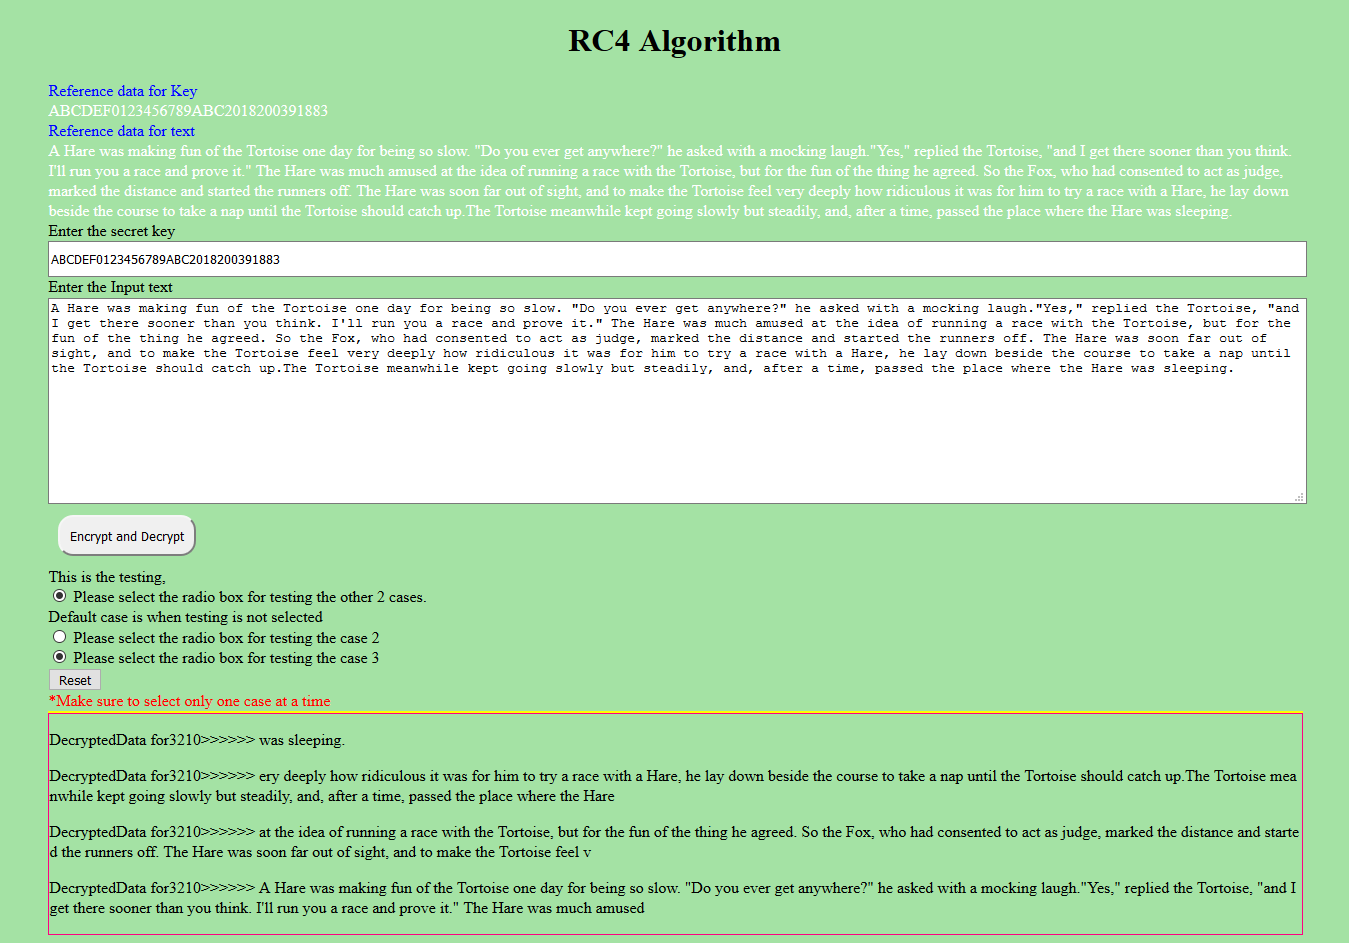 RC4 Algorithm
Reference data for Key
ABCDEF0123456789ABC2018200391883
Reference data for text
A Hare was making fun of the Tortoise one day for being so slow. "Do you ever get anywhere?" he asked with a mocking laugh."Yes," replied the Tortoise, "and I get there sooner than you think.
I'll run you a race and prove it." The Hare was much amused at the idea of running a race with the Tortoise, but for the fun of the thing he agreed. So the Fox, who had consented to act as judge,
marked the distance and started the runners off. The Hare was soon far out of sight, and to make the Tortoise feel very deeply how ridiculous it was for him to try a race with a Hare, he lay down
beside the course to take a nap until the Tortoise should catch up.The Tortoise meanwhile kept going slowly but steadily, and, after a time, passed the place where the Hare was sleeping.
Enter the secret key
ABCDEF0123456789ABC2018200391883
Enter the Input text
A Hare was making fun of the Tortoise one day for being so slow. "Do you ever get anywhere?" he asked with a mocking laugh."Yes," replied the Tortoise, "and
I get there sooner than you think. I'll run you a race and prove it." The Hare was much amused at the idea of running a race with the Tortoise, but for the
fun of the thing he agreed. So the Fox, who had consented to act as judge, marked the distance and started the runners off. The Hare was soon far out of
sight, and to make the Tortoise feel very deeply how ridiculous it was for him to try a race with a Hare, he lay down beside the course to take a nap until
the Tortoise should catch up.The Tortoise meanwhile kept going slowly but steadily, and, after a time, passed the place where the Hare was sleeping.
Encrypt and Decrypt
This is the testing,
Please select the radio box for testing the other 2 cases.
Default case is when testing is not selected
Please select the radio box for testing the case 2
Please select the radio box for testing the case 3
Reset
*Make sure to select only one case at a time
DecryptedData for3210>>>>>> was sleeping.
DecryptedData for3210>>>>>> ery deeply how ridiculous it was for him to try a race with a Hare, he lay down beside the course to take a nap until the Tortoise should catch up.The Tortoise mea
nwhile kept going slowly but steadily, and, after a time, passed the place where the Hare
DecryptedData for3210>>>>>> at the idea of running a race with the Tortoise, but for the fun of the thing he agreed. So the Fox, who had consented to act as judge, marked the distance and starte
d the runners off. The Hare was soon far out of sight, and to make the Tortoise feel v
DecryptedData for3210>>>>>> A Hare was making fun of the Tortoise one day for being so slow. "Do you ever get anywhere?" he asked with a mocking laugh."Yes," replied the Tortoise, "and I
get there sooner than you think. I'll run you a race and prove it." The Hare was much amused